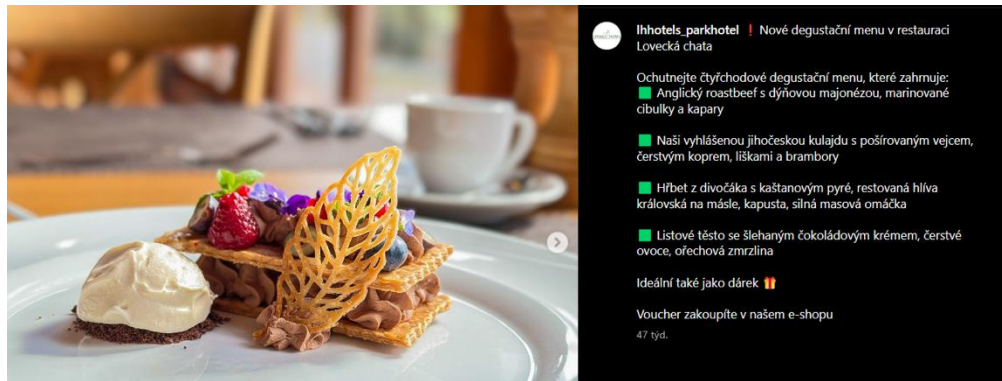 lhhotels_parkhotel ❗ Nové degustační menu v restauraci
Lovecká chata
Ochutnejte čtyřchodové degustační menu, které zahrnuje:
🟩 Anglický roastbeef s dýňovou majonézou, marinované
cibulky a kapary
🟩 Naši vyhlášenou jihočeskou kulajdu s pošírovaným vejcem,
čerstvým koprem, liškami a brambory
🟩 Hřbet z divočáka s kaštanovým pyré, restovaná hlíva
královská na másle, kapusta, silná masová omáčka
🟩 Listové těsto se šlehaným čokoládovým krémem, čerstvé
ovoce, ořechová zmrzlina
Ideální také jako dárek 🎁
Voucher zakoupíte v našem e-shopu
47 týd.